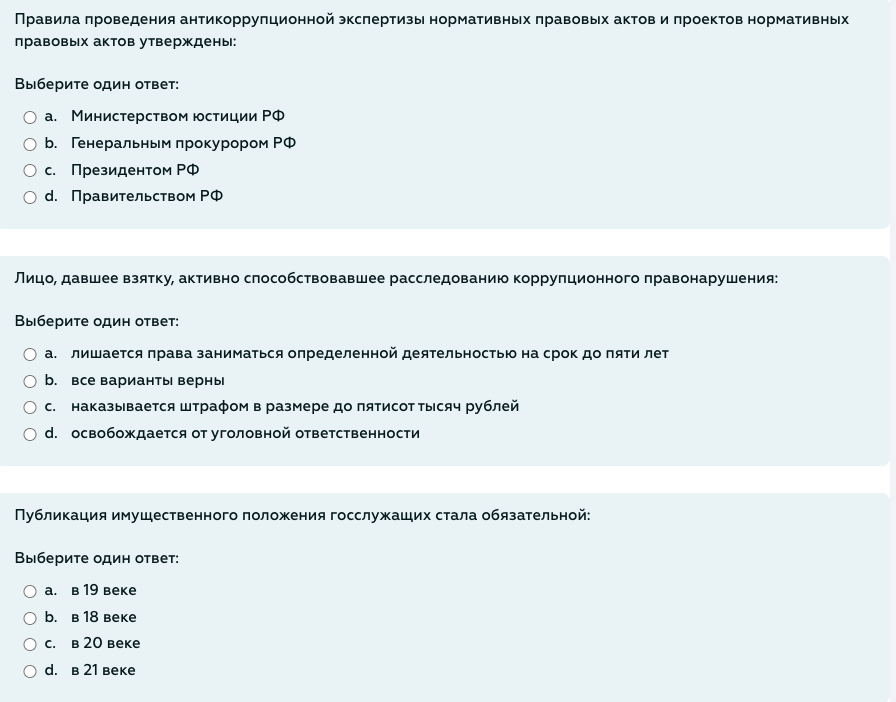 Правила проведения антикоррупционной экспертизы нормативных правовых актов и проектов нормативных
правовых актов утверждены:
Выберите один ответ:
a. Министерством юстиции РФ
b. Генеральным прокурором РФ
c. Президентом РФ
d. Правительством РФ
Лицо, давшее взятку, активно способствовавшее расследованию коррупционного правонарушения:
Выберите один ответ:
a. лишается права заниматься определенной деятельностью на срок до пяти лет
b. все варианты верны
c. наказывается штрафом в размере до пятисот тысяч рублей
d. освобождается от уголовной ответственности
Публикация имущественного положения госслужащих стала обязательной:
Выберите один ответ:
a. в 19 веке
b. в 18 веке
c. в 20 веке
d. в 21 веке